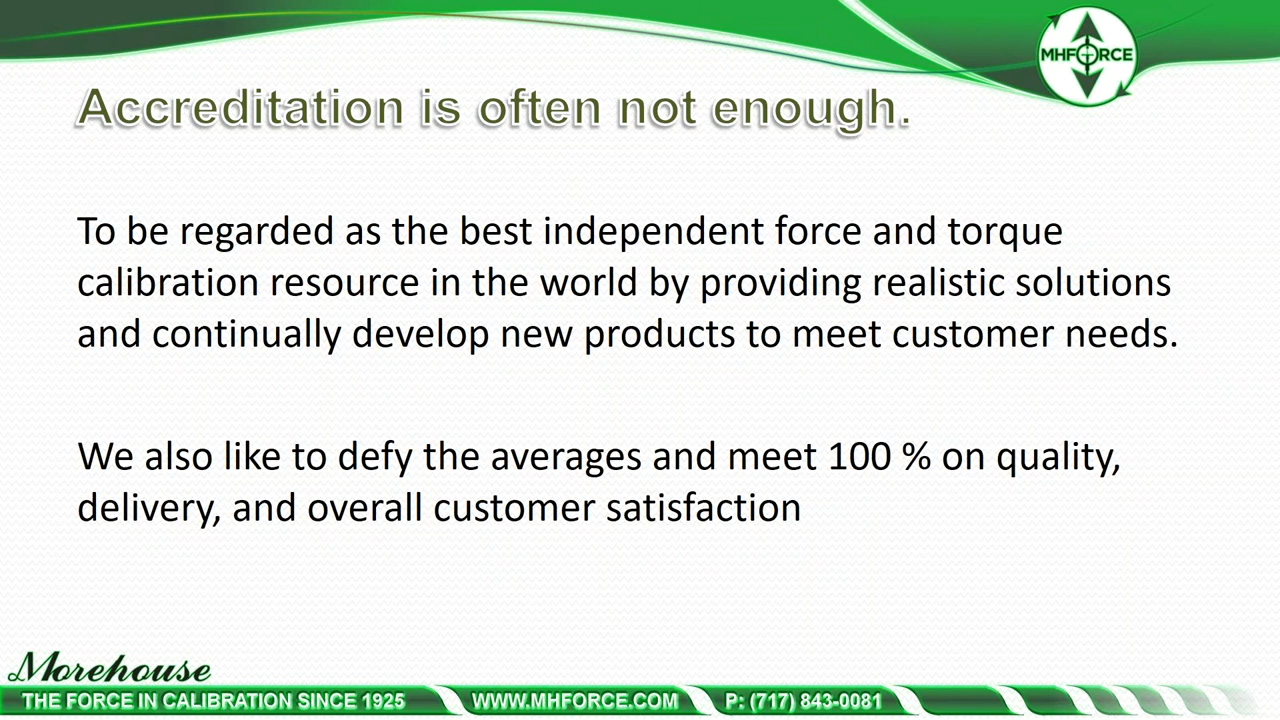 MHFORCE
Accreditation is often not enough.
To be regarded as the best independent force and torque
calibration resource in the world by providing realistic solutions
and continually develop new products to meet customer needs.
We also like to defy the averages and meet 100 % on quality,
delivery, and overall customer satisfaction
Morehouse
THE FORCE IN CALIBRATION SINCE 1925 WWW.MHFORCE.COM P: (717) 843-0081